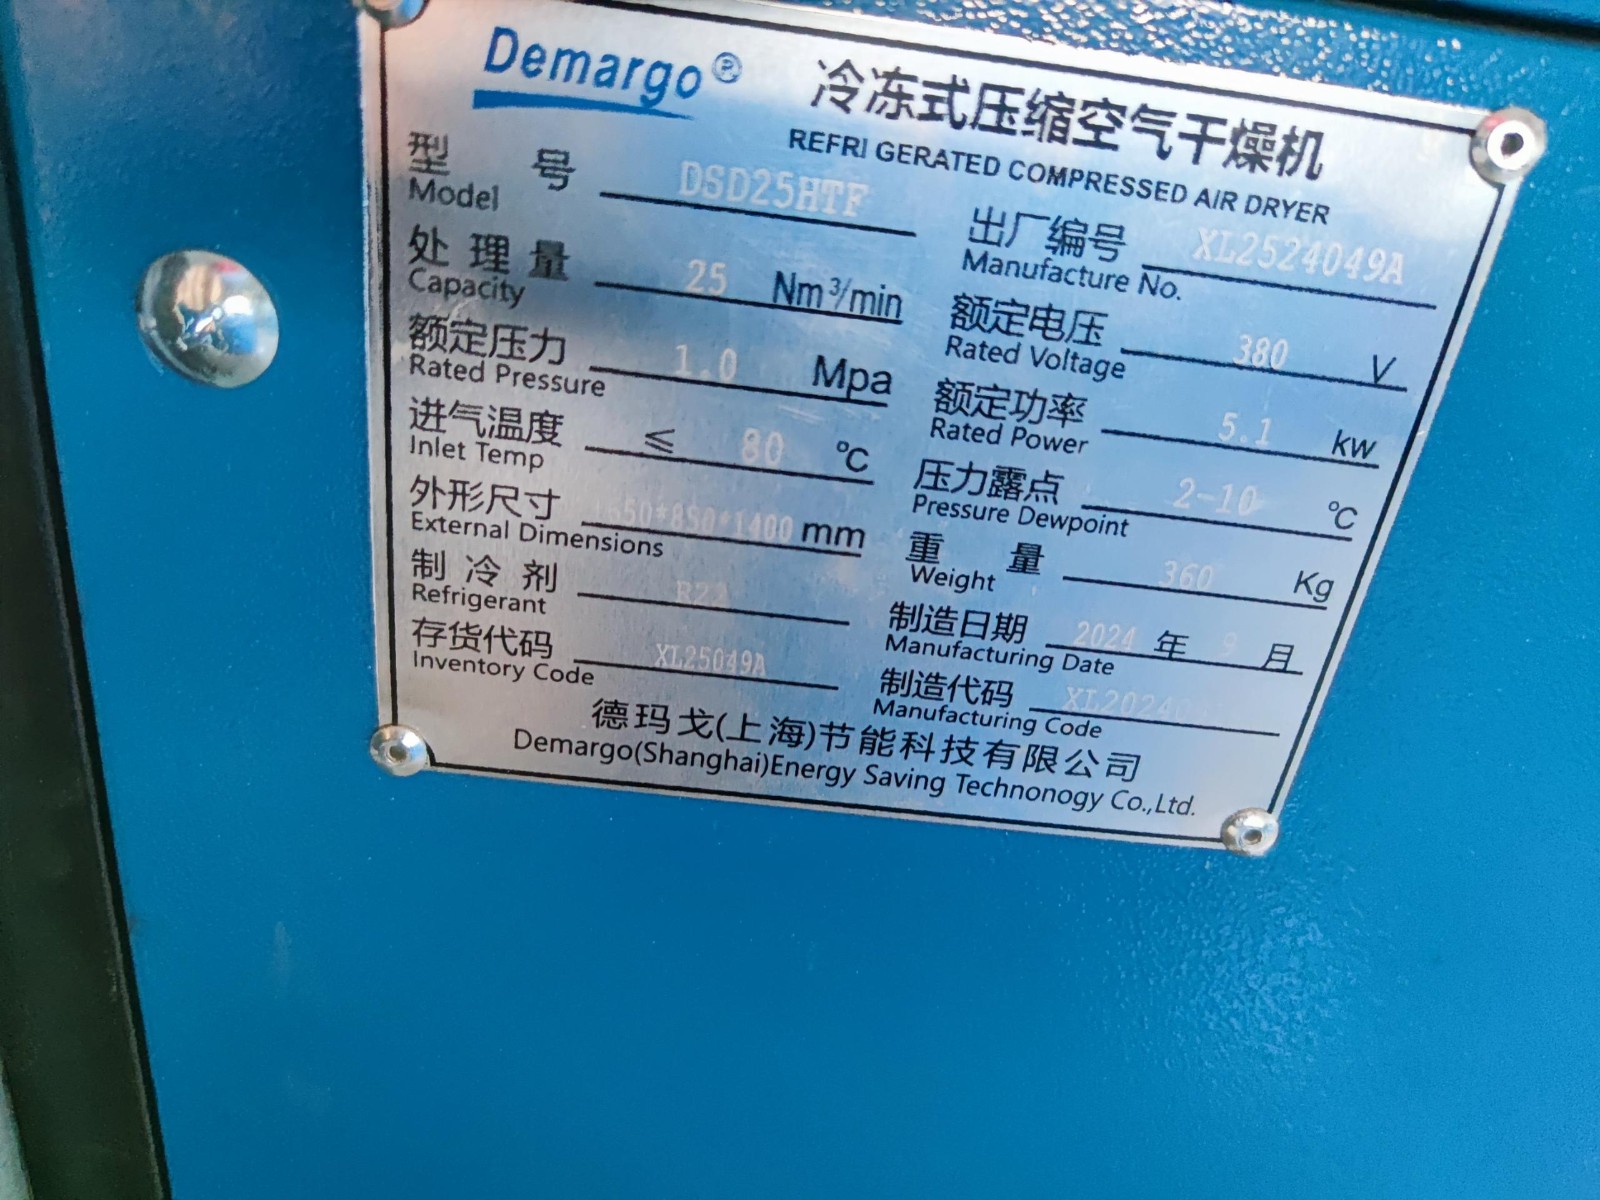 Demargo®
冷冻式压缩空气干燥机
REFRI GERATED COMPRESSED AIR DRYER
型 号 DSD25HTF
Model
出厂编号 XL2524049A
Manufacture No.
处 理 量 25 Nm³/min
Capacity
额定电压 380 V
Rated Voltage
额定压力 1.0 Mpa
Rated Pressure
额定功率 5.1 kw
Rated Power
进气温度 ≤ 80 ℃
Inlet Temp
压力露点 2-10 ℃
Pressure Dewpoint
外形尺寸 mm
External Dimensions
重 量 360 Kg
Weight
制 冷 剂
Refrigerant
制造日期 2024 年 9 月
Manufacturing Date
存货代码 XL25049A
Inventory Code
制造代码
Manufacturing Code
德玛戈(上海)节能科技有限公司
Demargo(Shanghai)Energy Saving Technonogy Co.,Ltd.